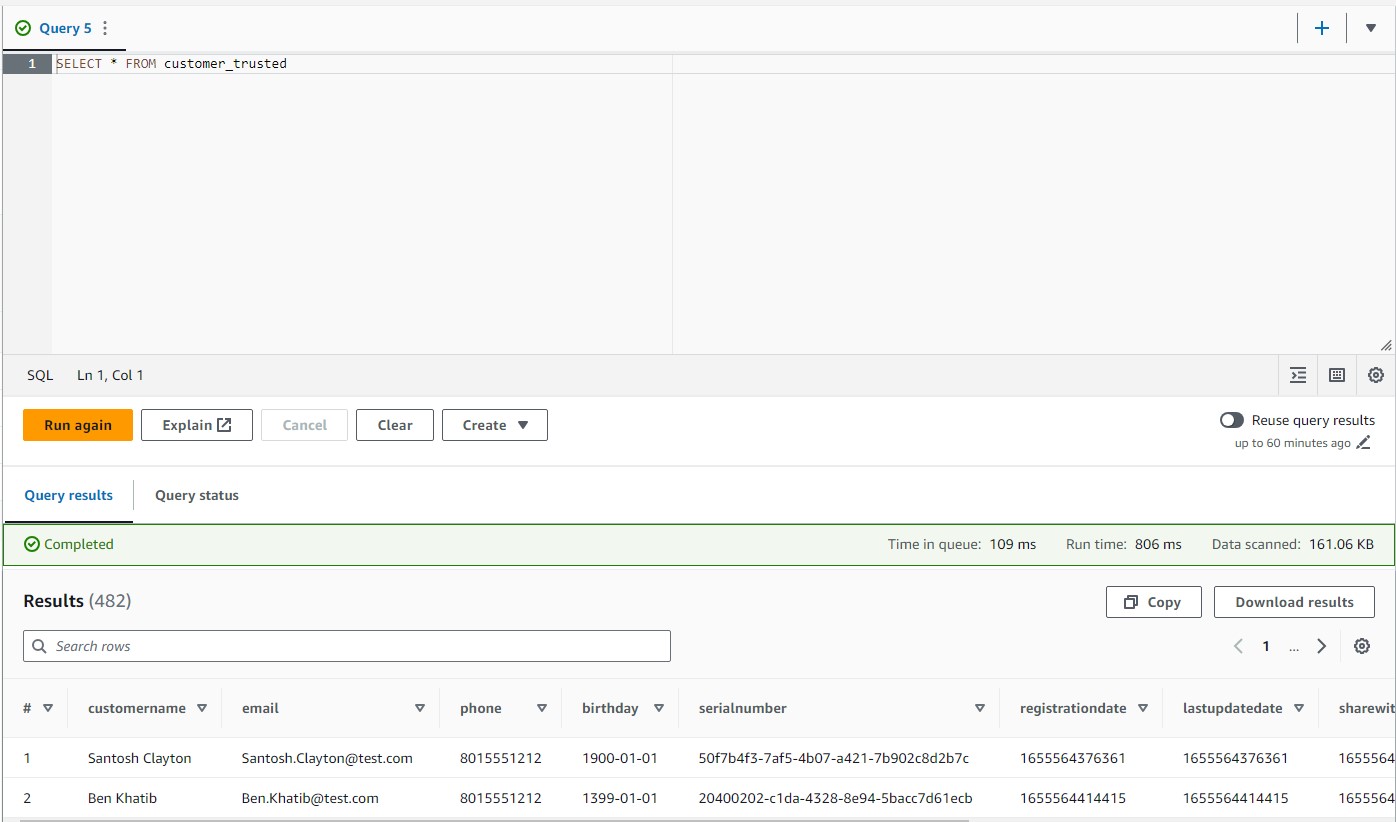 Query 5
1 SELECT * FROM customer_trusted
SQL Ln 1, Col 1
Run again Explain Cancel Clear Create Reuse query results
up to 60 minutes ago
Query results Query status
Completed Time in queue: 109 ms Run time: 806 ms Data scanned: 161.06 KB
Results (482) Copy Download results
Search rows 1 ...
# customername email phone birthday serialnumber registrationdate lastupdatedate sharewit
1 Santosh Clayton Santosh.Clayton@test.com 8015551212 1900-01-01 50f7b4f3-7af5-4b07-a421-7b902c8d2b7c 1655564376361 1655564376361 1655564
2 Ben Khatib Ben.Khatib@test.com 8015551212 1399-01-01 20400202-c1da-4328-8e94-5bacc7d61ecb 1655564414415 1655564414415 1655564